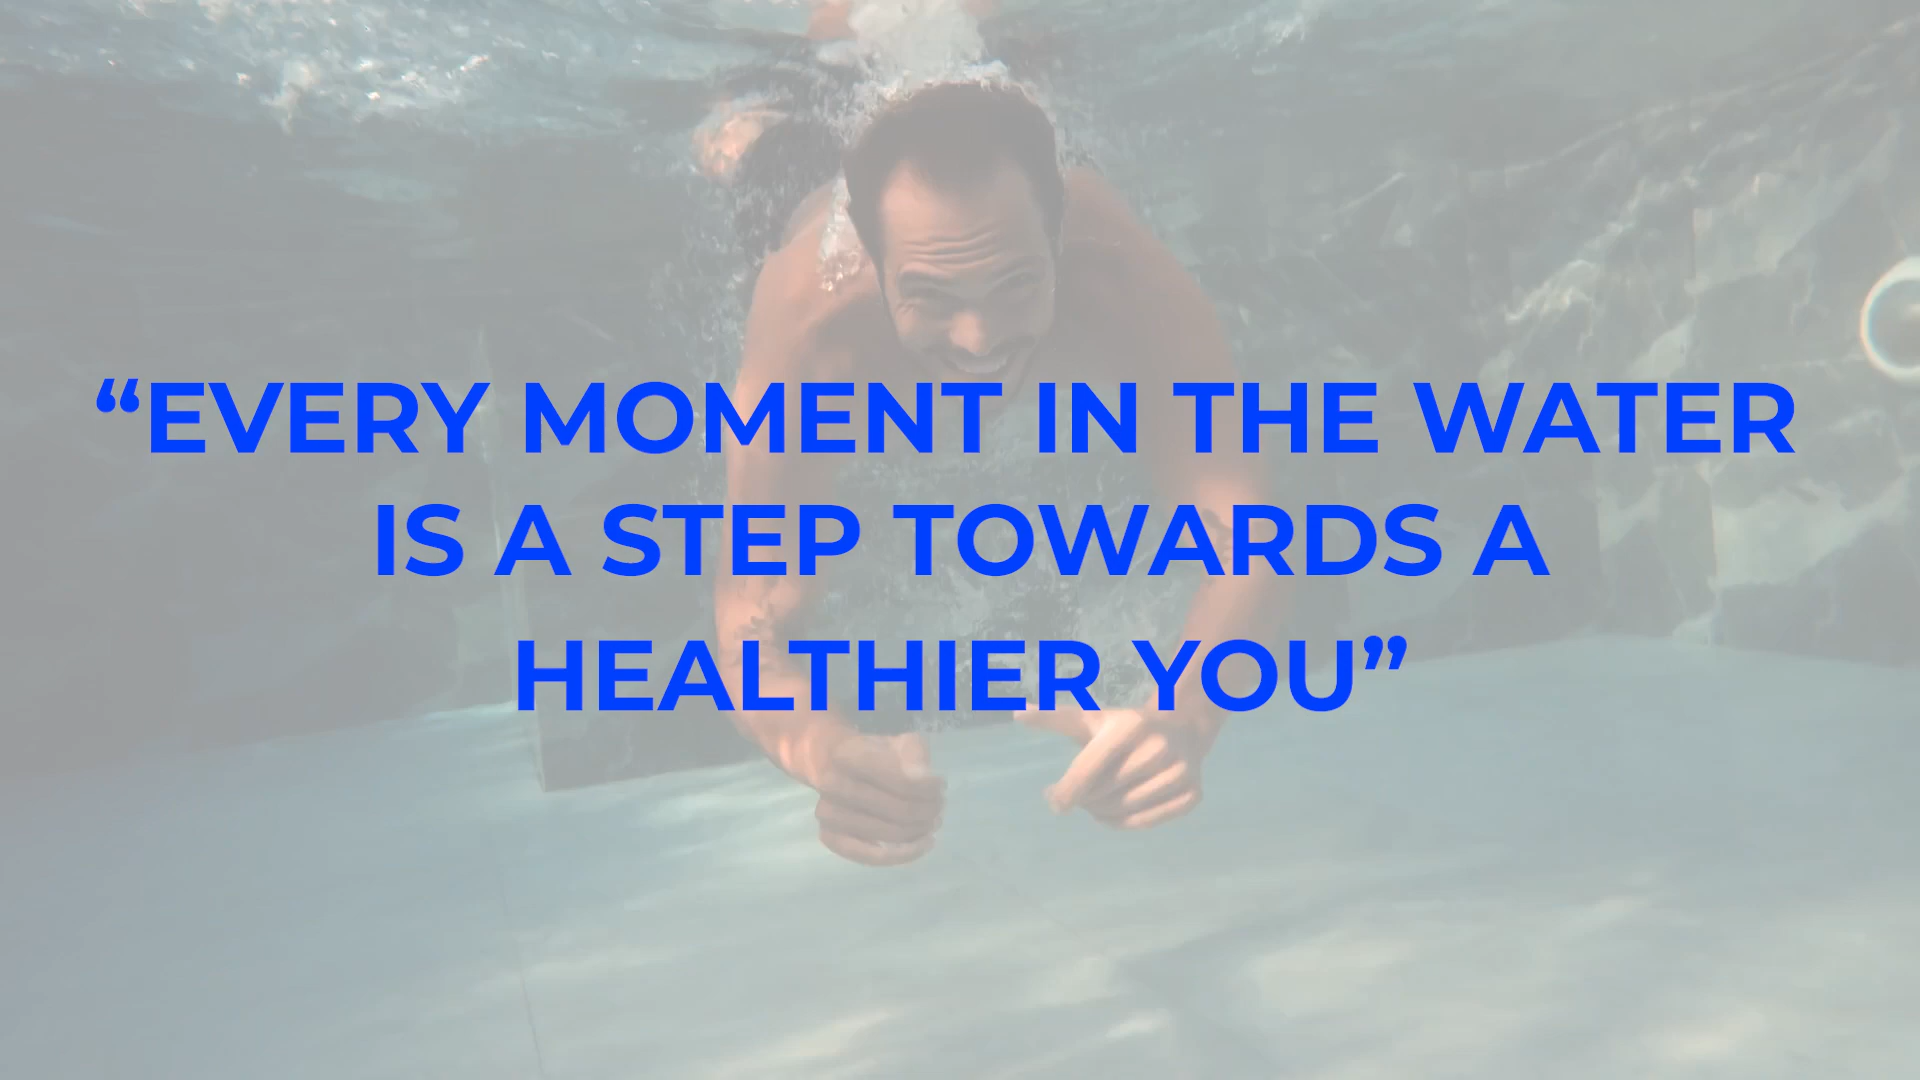 “EVERY MOMENT IN THE WATER
IS A STEP TOWARDS A
HEALTHIER YOU”